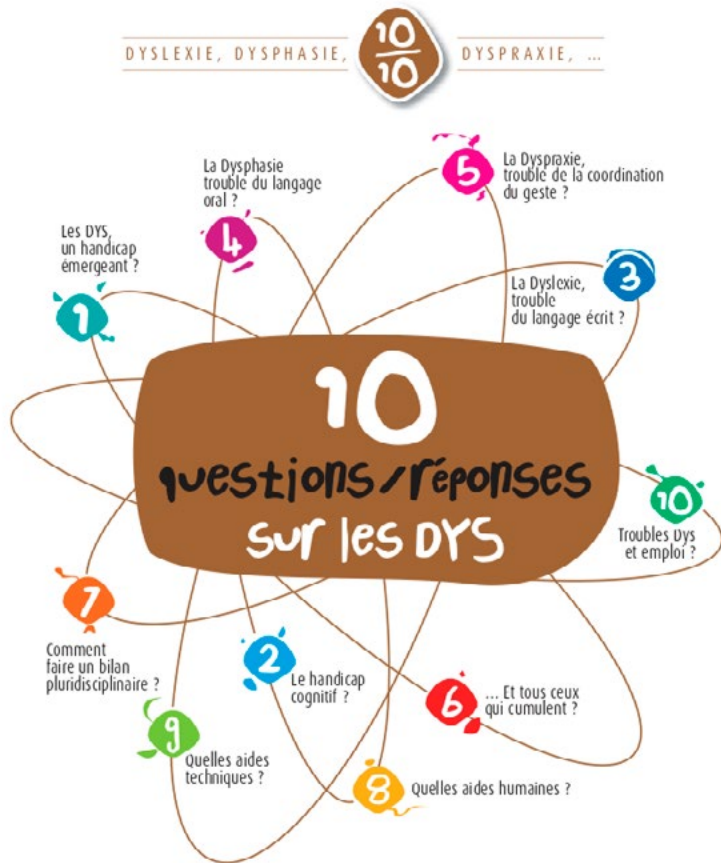 DYSLEXIE, DYSPHASIE,
10
10
DYSPRAXIE, ...
5
La Dyspraxie,
trouble de la coordination
du geste ?
4
La Dysphasie
trouble du langage
oral ?
1
Les DYS,
un handicap
émergeant ?
3
La Dyslexie,
trouble
du langage écrit ?
10
questions/réponses
sur les DYS
10
Troubles Dys
et emploi ?
7
Comment
faire un bilan
pluridisciplinaire ?
2
Le handicap
cognitif ?
6
... Et tous ceux
qui cumulent ?
9
Quelles aides
techniques ?
8
Quelles aides humaines ?